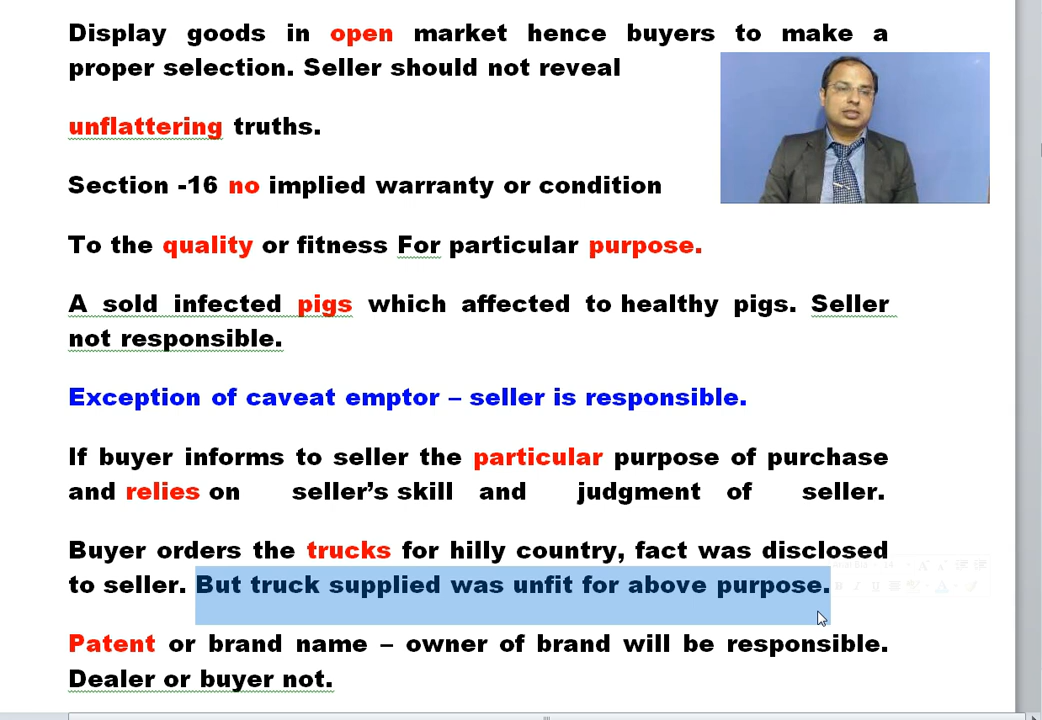 Display goods in open market hence buyers to make a
proper selection. Seller should not reveal
unflattering truths.
Section -16 no implied warranty or condition
To the quality or fitness For particular purpose.
A sold infected pigs which affected to healthy pigs. Seller
not responsible.
Exception of caveat emptor – seller is responsible.
If buyer informs to seller the particular purpose of purchase
and relies on seller’s skill and judgment of seller.
Buyer orders the trucks for hilly country, fact was disclosed
to seller. But truck supplied was unfit for above purpose.
Patent or brand name – owner of brand will be responsible.
Dealer or buyer not.